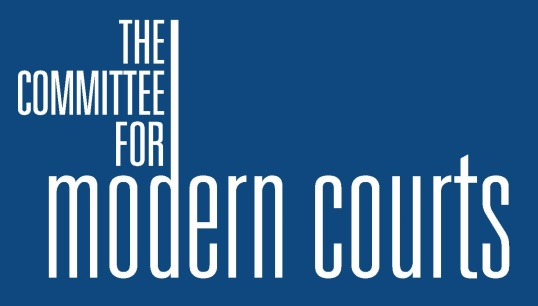 THE
COMMITTEE
FOR
modern courts